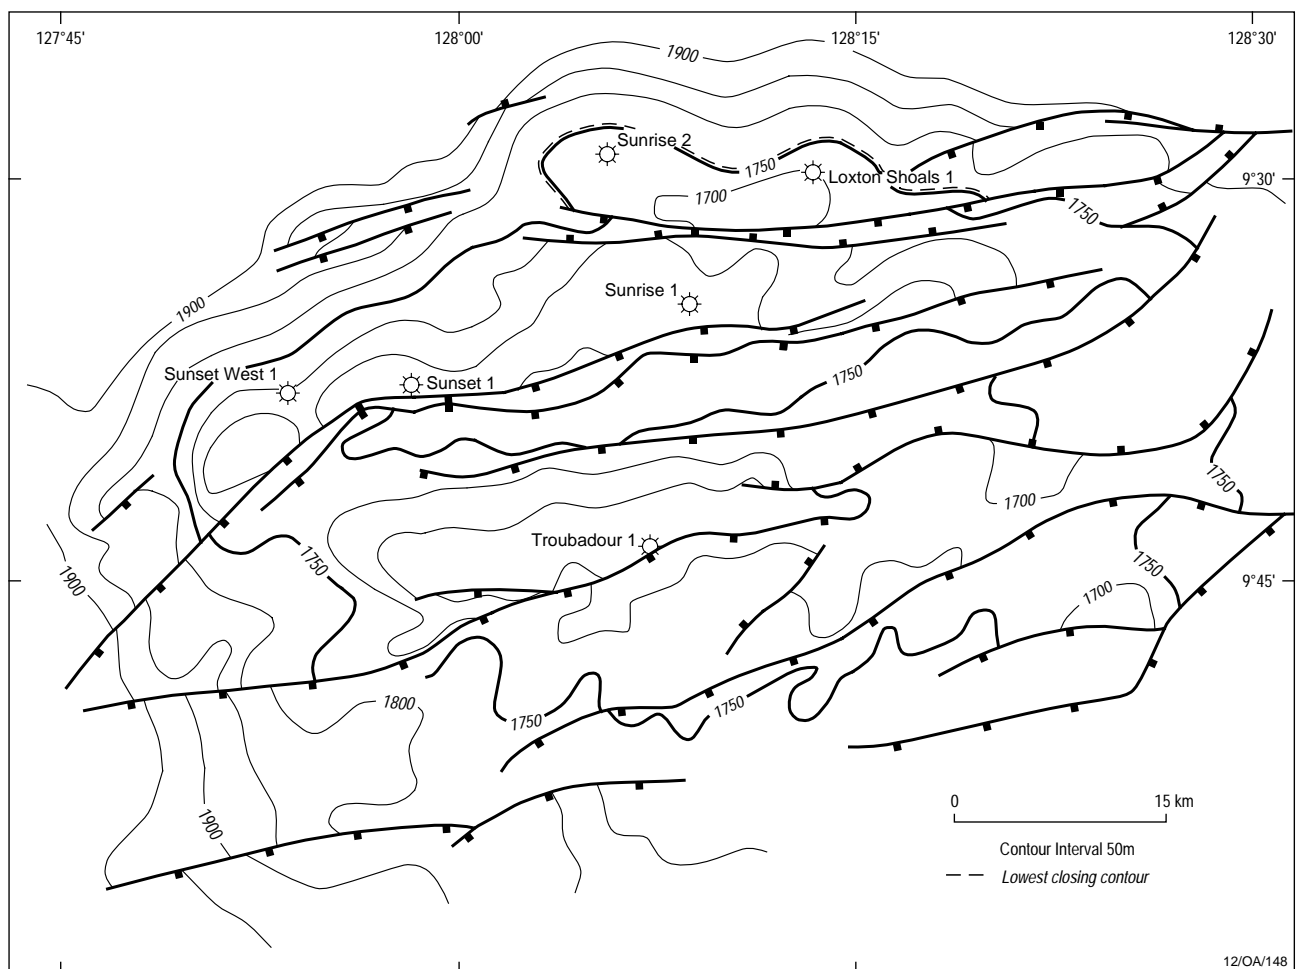 127°45'
128°00'
128°15'
128°30'
1900
Sunrise 2
1750
Loxton Shoals 1
9°30'
1700
1750
1900
Sunrise 1
Sunset West 1
Sunset 1
1750
1750
1700
Troubadour 1
1750
1900
1750
9°45'
1700
1800
1750
1750
1900
0 15 km
Contour Interval 50m
Lowest closing contour
12/OA/148